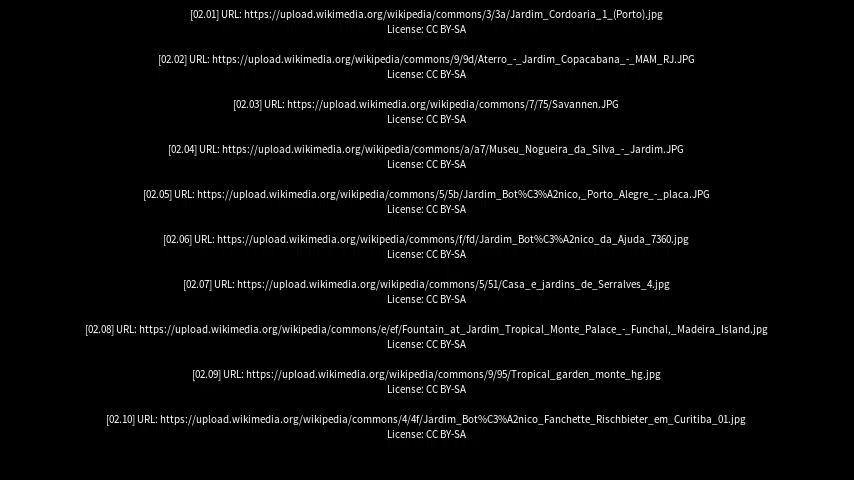 [02.01] URL: https://upload.wikimedia.org/wikipedia/commons/3/3a/Jardim_Cordoaria_1_(Porto).jpg
License: CC BY-SA
[02.02] URL: https://upload.wikimedia.org/wikipedia/commons/9/9d/Aterro_-_Jardim_Copacabana_-_MAM_RJ.JPG
License: CC BY-SA
[02.03] URL: https://upload.wikimedia.org/wikipedia/commons/7/75/Savannen.JPG
License: CC BY-SA
[02.04] URL: https://upload.wikimedia.org/wikipedia/commons/a/a7/Museu_Nogueira_da_Silva_-_Jardim.JPG
License: CC BY-SA
[02.05] URL: https://upload.wikimedia.org/wikipedia/commons/5/5b/Jardim_Bot%C3%A2nico,_Porto_Alegre_-_placa.JPG
License: CC BY-SA
[02.06] URL: https://upload.wikimedia.org/wikipedia/commons/f/fd/Jardim_Bot%C3%A2nico_da_Ajuda_7360.jpg
License: CC BY-SA
[02.07] URL: https://upload.wikimedia.org/wikipedia/commons/5/51/Casa_e_jardins_de_Serralves_4.jpg
License: CC BY-SA
[02.08] URL: https://upload.wikimedia.org/wikipedia/commons/e/ef/Fountain_at_Jardim_Tropical_Monte_Palace_-_Funchal,_Madeira_Island.jpg
License: CC BY-SA
[02.09] URL: https://upload.wikimedia.org/wikipedia/commons/9/95/Tropical_garden_monte_hg.jpg
License: CC BY-SA
[02.10] URL: https://upload.wikimedia.org/wikipedia/commons/4/4f/Jardim_Bot%C3%A2nico_Fanchette_Rischbieter_em_Curitiba_01.jpg
License: CC BY-SA